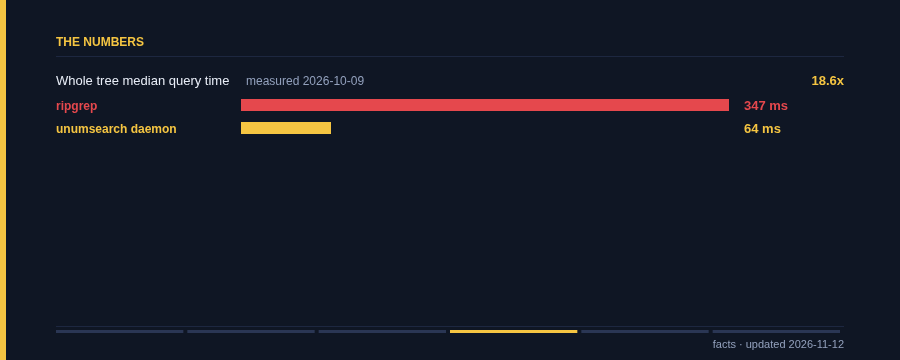 THE NUMBERS
Whole tree median query time measured 2026-10-09 18.6x
ripgrep 347 ms
unumsearch daemon 64 ms
facts · updated 2026-11-12